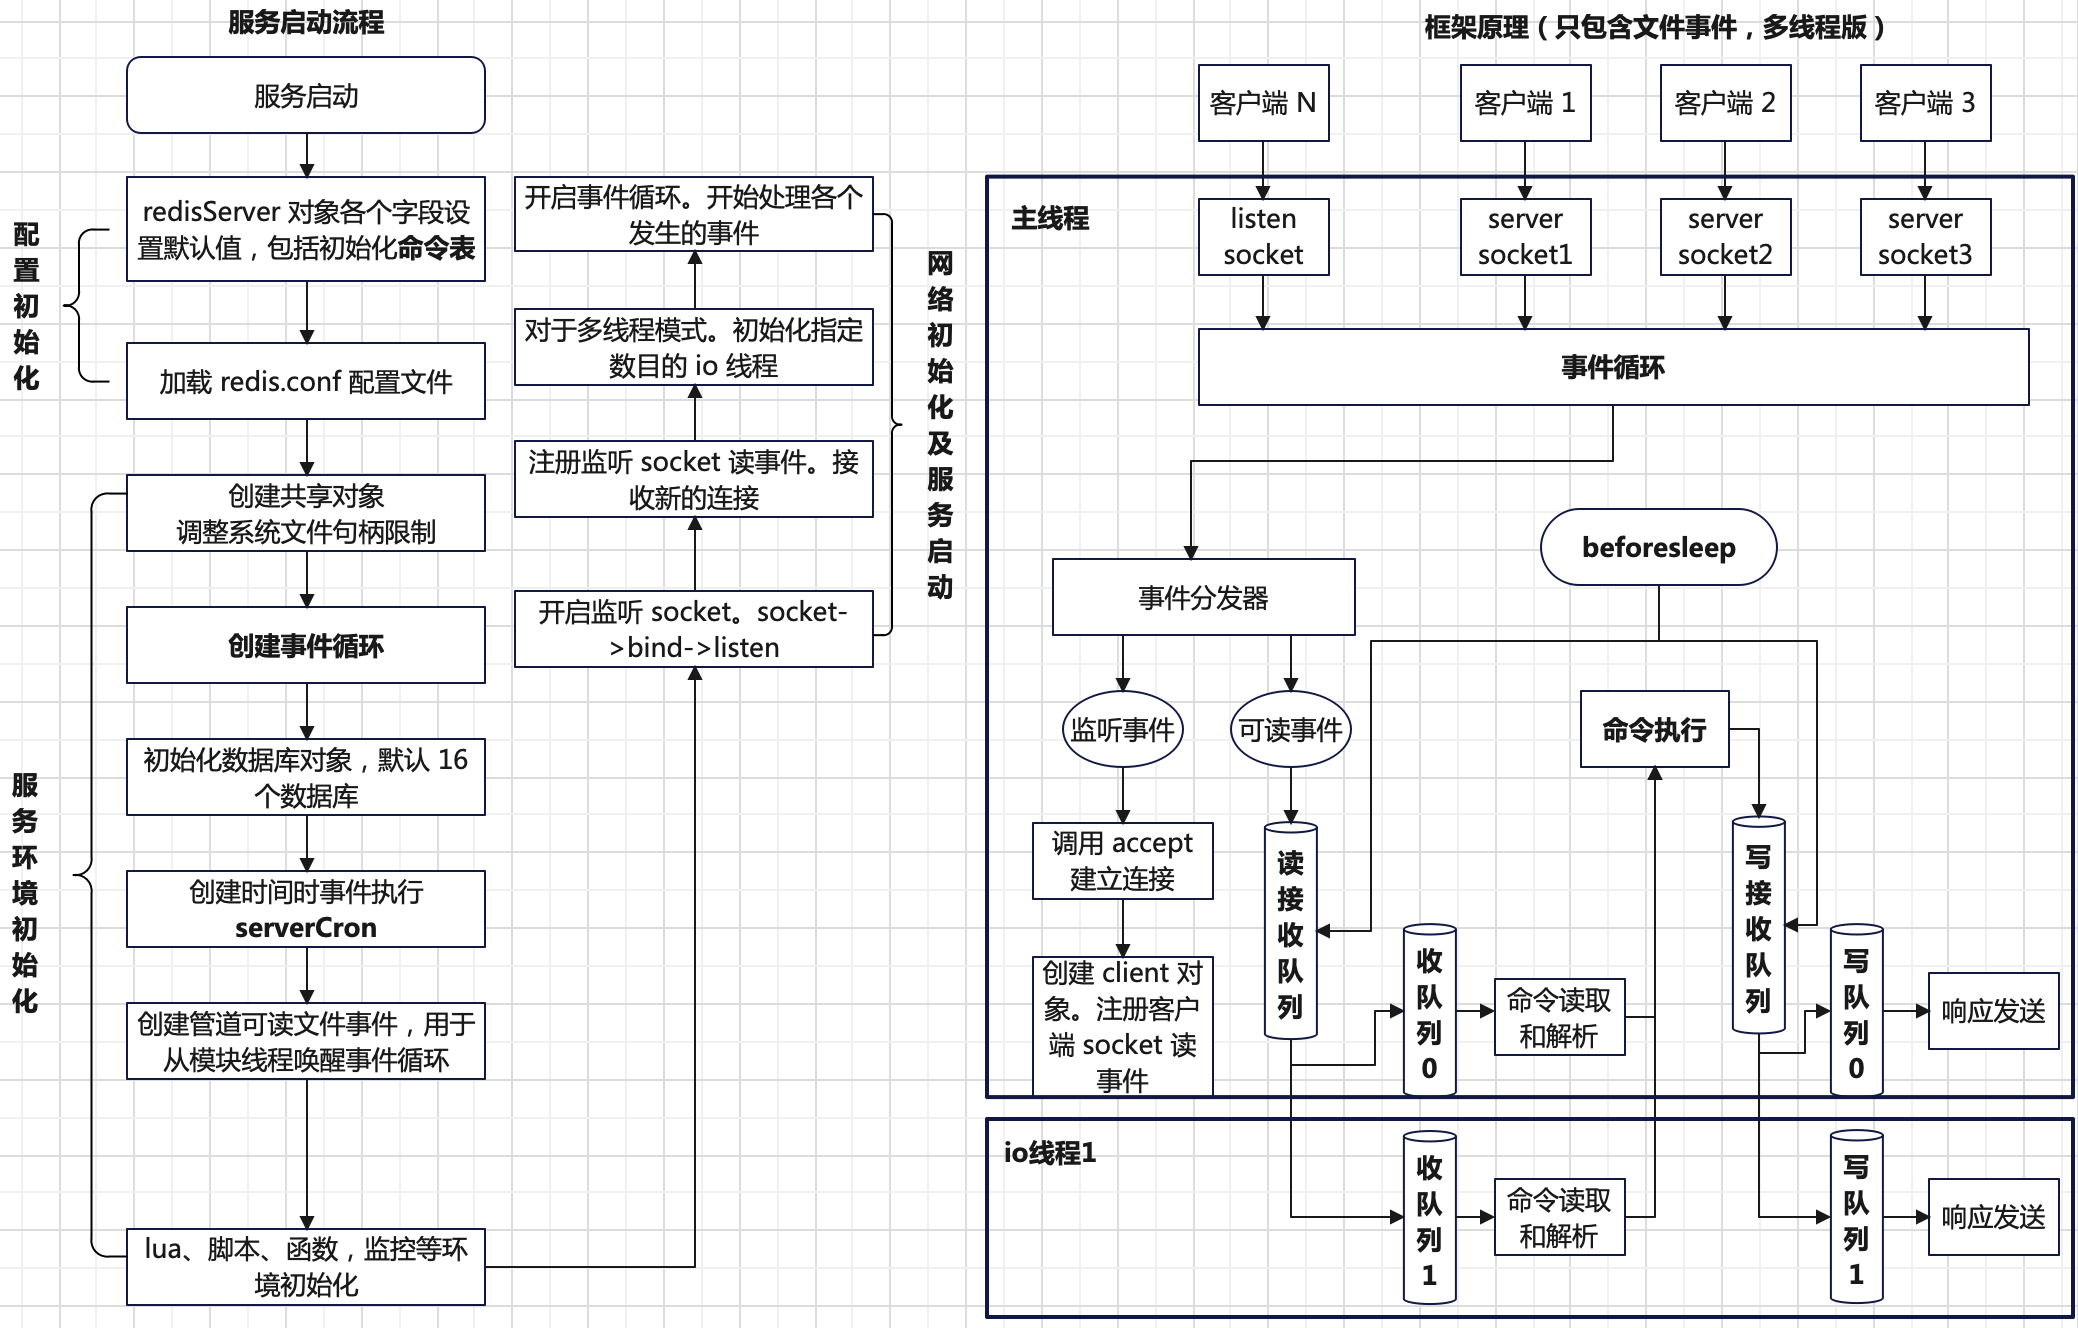 服务启动流程
服务启动
配置初始化
redisServer 对象各个字段设
置默认值，包括初始化命令表
加载 redis.conf 配置文件
服务环境初始化
创建共享对象
调整系统文件句柄限制
创建事件循环
初始化数据库对象，默认 16
个数据库
创建时间时事件执行
serverCron
创建管道可读文件事件，用于
从模块线程唤醒事件循环
lua、脚本、函数，监控等环
境初始化
开启事件循环。开始处理各个
发生的事件
对于多线程模式。初始化指定
数目的 io 线程
注册监听 socket 读事件。接
收新的连接
开启监听 socket。socket-
>bind->listen
网络初始化及服务启动
框架原理（只包含文件事件，多线程版）
客户端 N
客户端 1
客户端 2
客户端 3
主线程
listen
socket
server
socket1
server
socket2
server
socket3
事件循环
事件分发器
beforesleep
监听事件
可读事件
命令执行
调用 accept
建立连接
创建 client 对
象。注册客户
端 socket 读
事件
读接收队列
收队列0
命令读取
和解析
写接收队列
写队列0
响应发送
io线程1
收队列1
命令读取
和解析
写队列1
响应发送